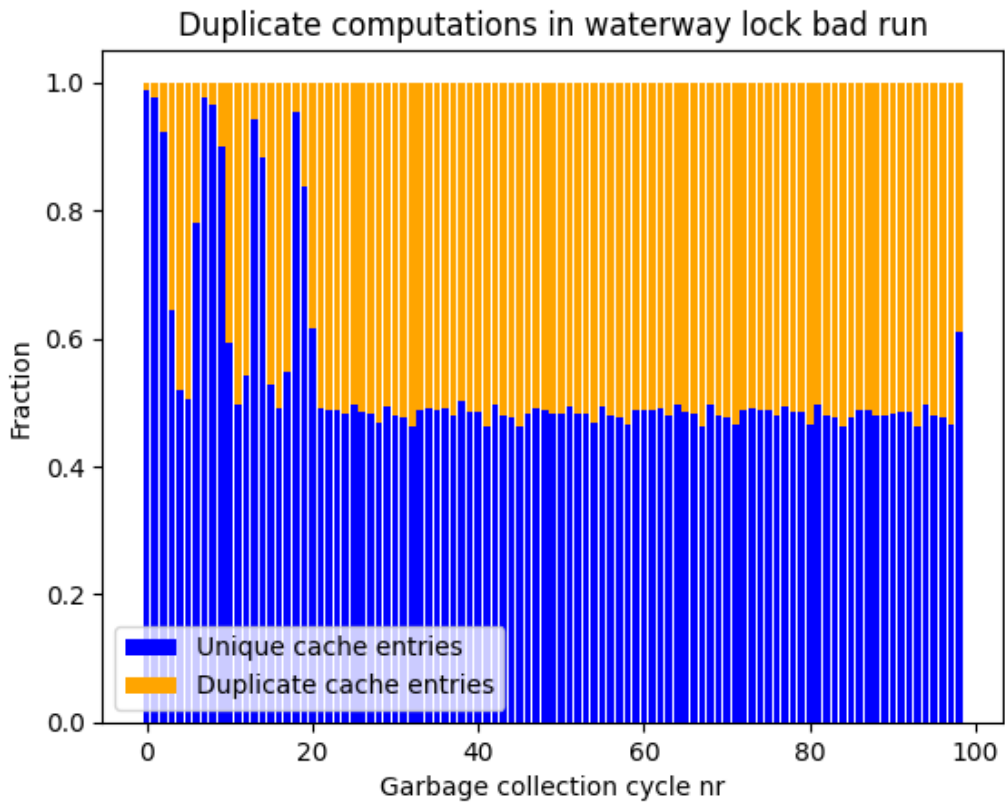 Duplicate computations in waterway lock bad run
1.0
0.8
0.6
0.4
0.2
0.0
Fraction
Unique cache entries
Duplicate cache entries
0 20 40 60 80 100
Garbage collection cycle nr